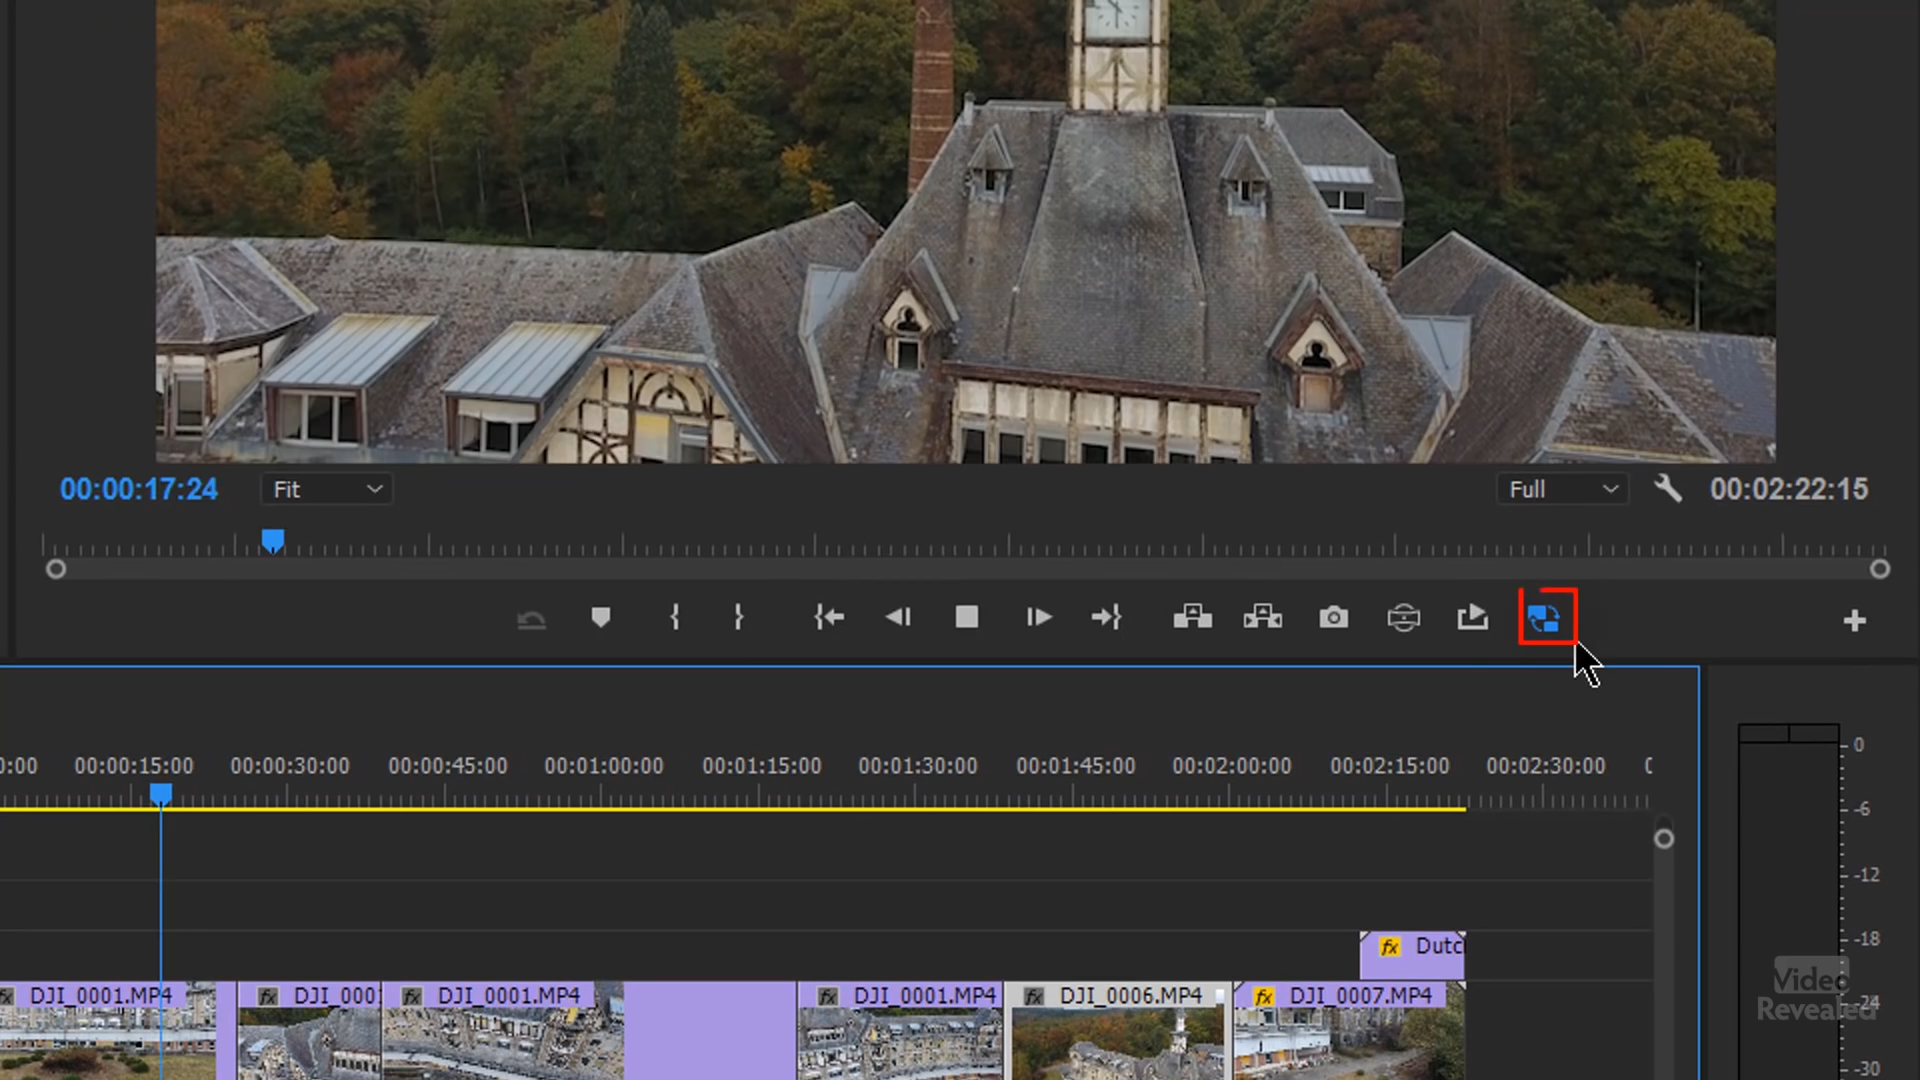 00:00:17:24 Fit Full 00:02:22:15
0:00 00:00:15:00 00:00:30:00 00:00:45:00 00:01:00:00 00:01:15:00 00:01:30:00 00:01:45:00 00:02:00:00 00:02:15:00 00:02:30:00 0
0
-6
-12
-18
-24
-30
fx Dutc
fx DJI_0001.MP4 fx DJI_000 fx DJI_0001.MP4 fx DJI_0001.MP4 fx DJI_0006.MP4 fx DJI_0007.MP4
Video
Revealed